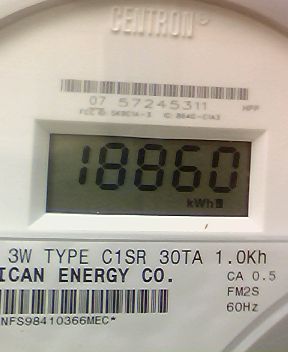 CENTRON
07 57245311
HPP
18860
kWh
3W TYPE C1SR 30TA 1.0Kh
ICAN ENERGY CO.
CA 0.5
FM2S
60Hz
NFS98410366MEC*